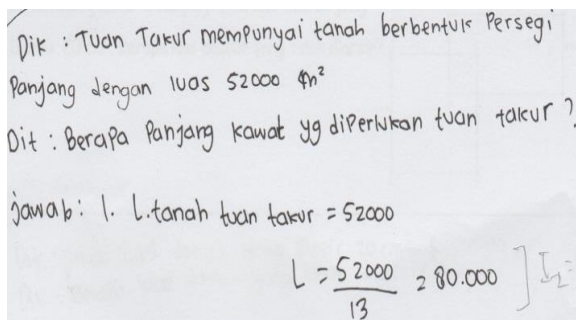 Dik : Tuan Takur mempunyai tanah berbentuk Persegi
Panjang dengan luas 52000 m²
Dit : Berapa Panjang kawat yg diperlukan tuan takur ?
jawab : 1. L. tanah tuan takur = 52000
L = 52000/13 = 80.000 ] I₂